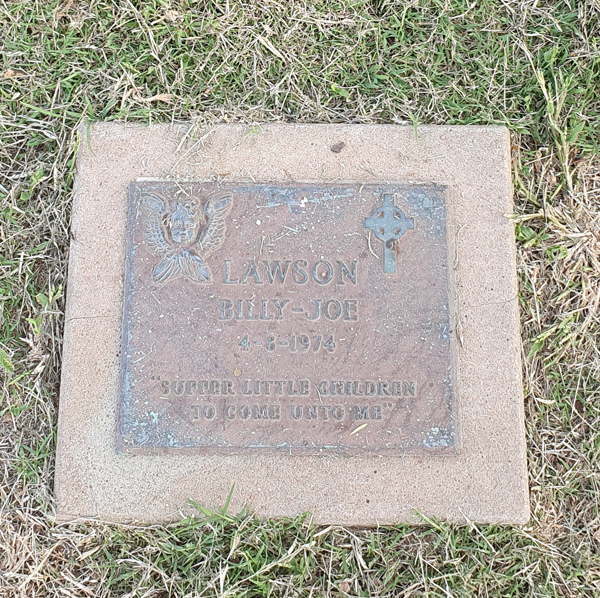 LAWSON
BILLY-JOE
4-8-1974
"SUFFER LITTLE CHILDREN
TO COME UNTO ME"